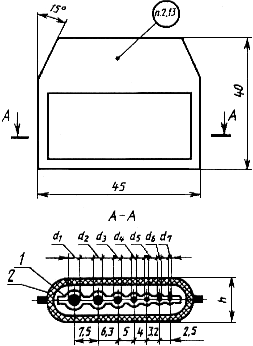 15°
п.2,13
A
A
40
45
A-A
d1 d2 d3 d4 d5 d6 d7
1
2
h
7,5 6,3 5 4 3,2 2,5